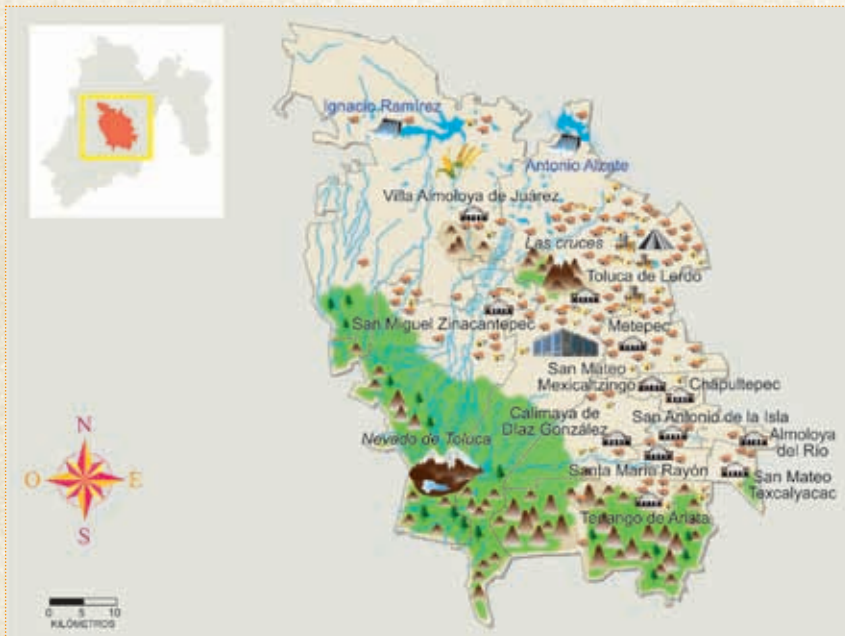 Ignacio Ramírez
Antonio Alzate
Villa Almoloya de Juárez
Las cruces
Toluca de Lerdo
San Miguel Zinacantepec
Metepec
San Mateo
Mexicaltzingo
Chapultepec
Calimaya de
Díaz González
San Antonio de la Isla
Almoloya
del Río
Nevado de Toluca
Santa María Rayón
San Mateo
Texcalyacac
Tenango de Arista
N
O
E
S
0 5 10
KILÓMETROS